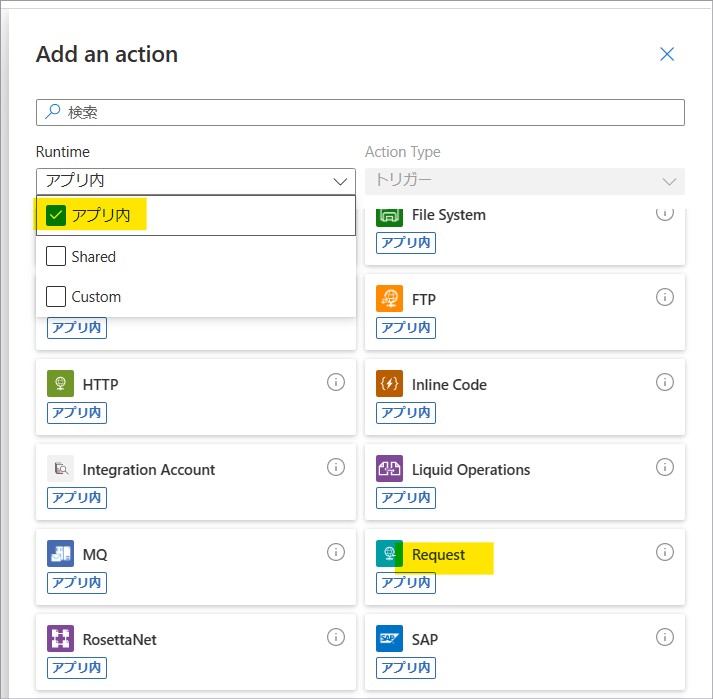 Add an action
検索
Runtime
Action Type
アプリ内
トリガー
アプリ内
Shared
Custom
File System
アプリ内
FTP
アプリ内
アプリ内
HTTP
アプリ内
Inline Code
アプリ内
Integration Account
アプリ内
Liquid Operations
アプリ内
MQ
アプリ内
Request
アプリ内
RosettaNet
アプリ内
SAP
SAP
アプリ内